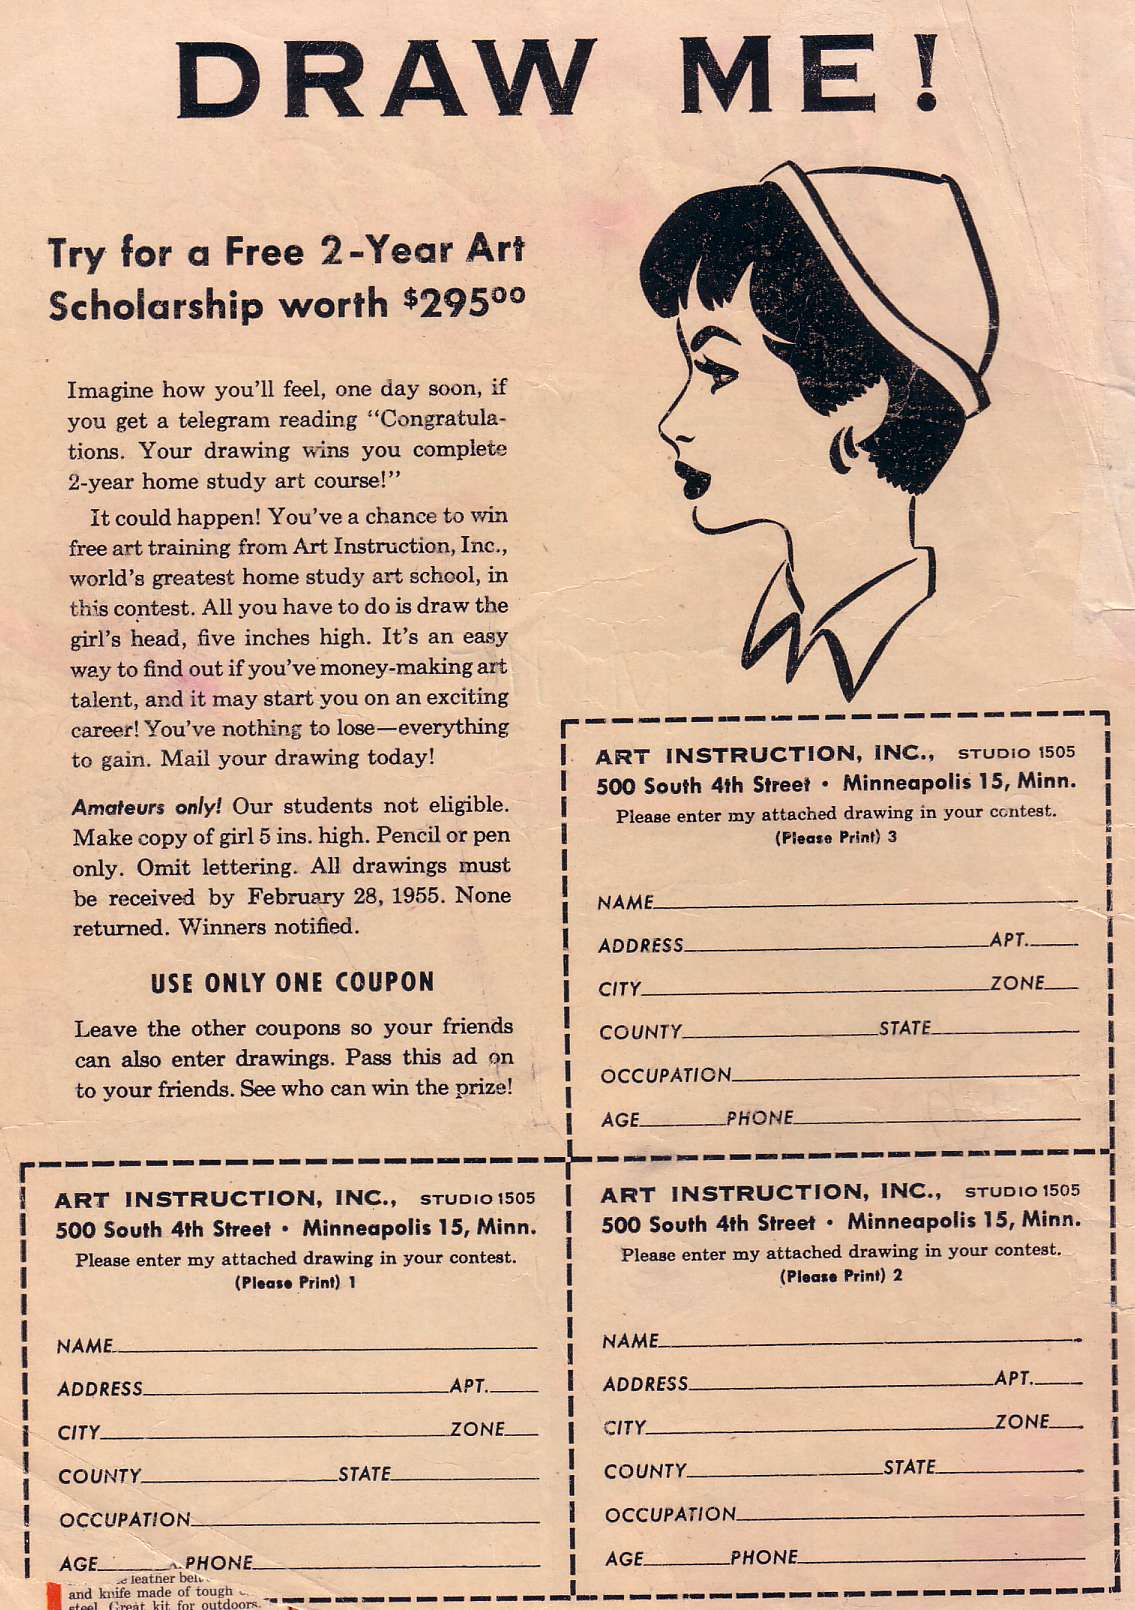 DRAW ME!
Try for a Free 2-Year Art
Scholarship worth $295⁰⁰
Imagine how you'll feel, one day soon, if
you get a telegram reading “Congratula-
tions. Your drawing wins you complete
2-year home study art course!”
It could happen! You've a chance to win
free art training from Art Instruction, Inc.,
world's greatest home study art school, in
this contest. All you have to do is draw the
girl's head, five inches high. It's an easy
way to find out if you've money-making art
talent, and it may start you on an exciting
career! You've nothing to lose—everything
to gain. Mail your drawing today!
Amateurs only! Our students not eligible.
Make copy of girl 5 ins. high. Pencil or pen
only. Omit lettering. All drawings must
be received by February 28, 1955. None
returned. Winners notified.
USE ONLY ONE COUPON
Leave the other coupons so your friends
can also enter drawings. Pass this ad on
to your friends. See who can win the prize!
ART INSTRUCTION, INC., STUDIO 1505
500 South 4th Street • Minneapolis 15, Minn.
Please enter my attached drawing in your contest.
(Please Print) 3
NAME
ADDRESS APT.
CITY ZONE
COUNTY STATE
OCCUPATION
AGE PHONE
ART INSTRUCTION, INC., STUDIO 1505
500 South 4th Street • Minneapolis 15, Minn.
Please enter my attached drawing in your contest.
(Please Print) 1
NAME
ADDRESS APT.
CITY ZONE
COUNTY STATE
OCCUPATION
AGE PHONE
ART INSTRUCTION, INC., STUDIO 1505
500 South 4th Street • Minneapolis 15, Minn.
Please enter my attached drawing in your contest.
(Please Print) 2
NAME
ADDRESS APT.
CITY ZONE
COUNTY STATE
OCCUPATION
AGE PHONE
leather
and knife made of tough
steel. Great kit for outdoors.